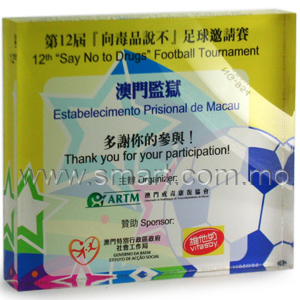 第12屆『向毒品說不』足球邀請賽
12th "Say No to Drugs" Football Tournament
澳門監獄
Estabelecimento Prisional de Macau
多謝你的參與！
Thank you for your participation!
主辦 Organizer:
ARTM 澳門戒毒康復協會
贊助 Sponsor:
澳門特別行政區政府
社會工作局
GOVERNO DA RAEM
INSTITUTO DE ACÇÃO SOCIAL
維他奶
VITASOY